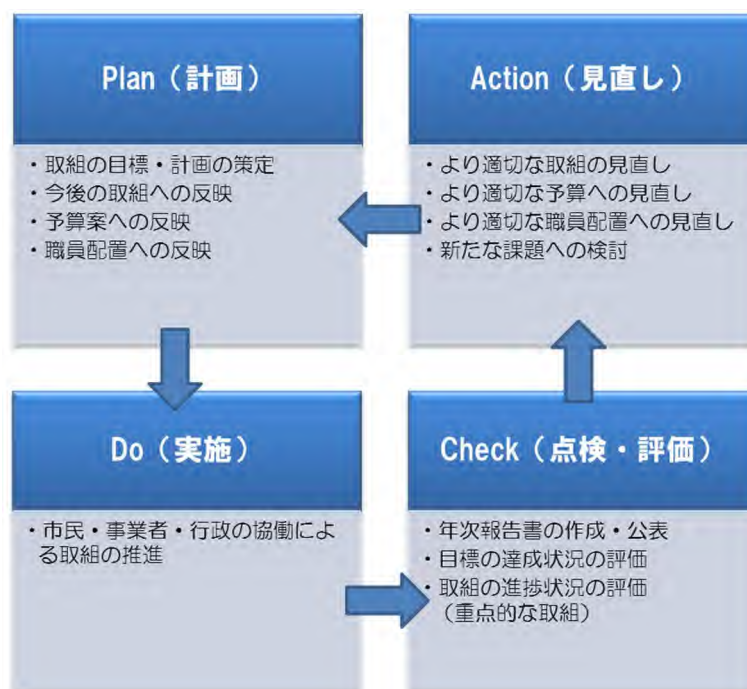 Plan（計画）
・取組の目標・計画の策定
・今後の取組への反映
・予算案への反映
・職員配置への反映
Action（見直し）
・より適切な取組の見直し
・より適切な予算への見直し
・より適切な職員配置への見直し
・新たな課題への検討
Do（実施）
・市民・事業者・行政の協働によ
る取組の推進
Check（点検・評価）
・年次報告書の作成・公表
・目標の達成状況の評価
・取組の進捗状況の評価
（重点的な取組）